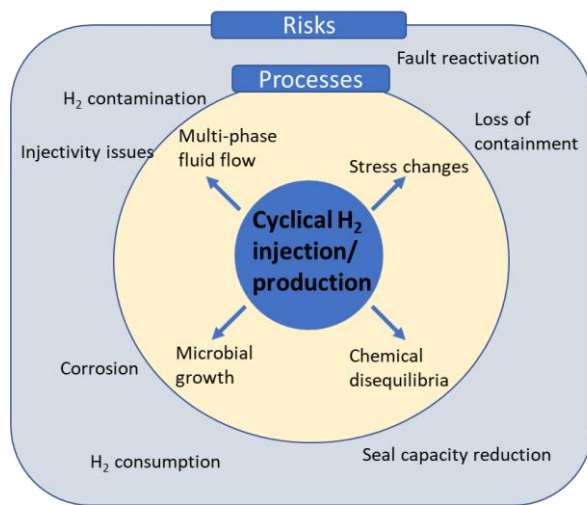 Risks
Fault reactivation
Processes
H₂ contamination
Loss of
containment
Injectivity issues
Multi-phase
fluid flow
Stress changes
Cyclical H₂
injection/
production
Microbial
growth
Chemical
disequilibria
Corrosion
H₂ consumption
Seal capacity reduction